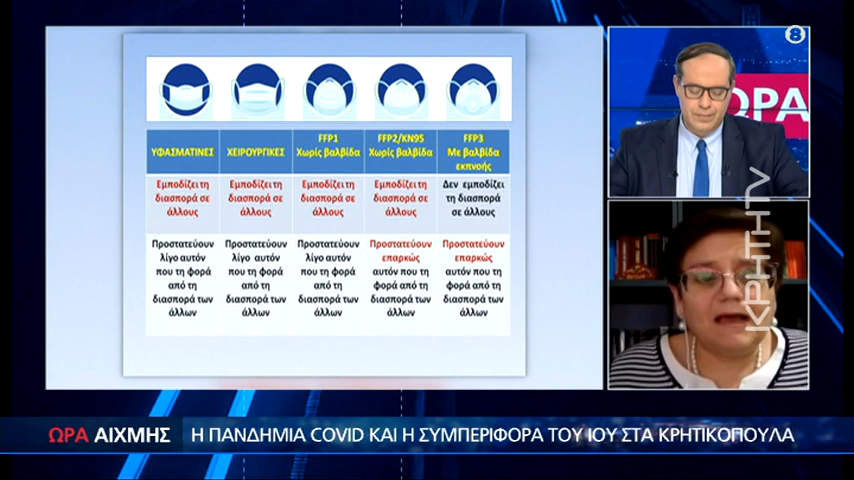 8
ΩΡΑ
ΚΡΗΤΗTV
ΥΦΑΣΜΑΤΙΝΕΣ
ΧΕΙΡΟΥΡΓΙΚΕΣ
FFP1
Χωρίς βαλβίδα
FFP2/KN95
Χωρίς βαλβίδα
FFP3
Με βαλβίδα
εκπνοής
Εμποδίζει τη
διασπορά σε
άλλους
Εμποδίζει τη
διασπορά σε
άλλους
Εμποδίζει τη
διασπορά σε
άλλους
Εμποδίζει τη
διασπορά σε
άλλους
Δεν εμποδίζει
τη διασπορά
σε άλλους
Προστατεύουν
λίγο αυτόν
που τη φορά
από τη
διασπορά των
άλλων
Προστατεύουν
λίγο αυτόν
που τη φορά
από τη
διασπορά των
άλλων
Προστατεύουν
λίγο αυτόν
που τη φορά
από τη
διασπορά των
άλλων
Προστατεύουν
επαρκώς
αυτόν που τη
φορά από τη
διασπορά των
άλλων
Προστατεύουν
επαρκώς
αυτόν που τη
φορά από τη
διασπορά των
άλλων
ΩΡΑ ΑΙΧΜΗΣ
Η ΠΑΝΔΗΜΙΑ COVID ΚΑΙ Η ΣΥΜΠΕΡΙΦΟΡΑ ΤΟΥ ΙΟΥ ΣΤΑ ΚΡΗΤΙΚΟΠΟΥΛΑ